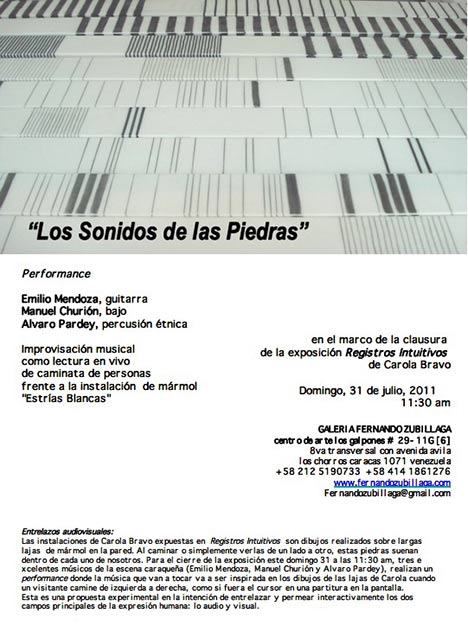 “Los Sonidos de las Piedras”
Performance
Emilio Mendoza, guitarra
Manuel Churión, bajo
Alvaro Pardey, percusión étnica
Improvisación musical
como lectura en vivo
de caminata de personas
frente a la instalación de mármol
"Estrías Blancas"
en el marco de la clausura
de la exposición Registros Intuitivos
de Carola Bravo
Domingo, 31 de julio, 2011
11:30 am
GALERIA FERNANDO ZUBILLAGA
centro de arte los galpones # 29- 11G [6]
8va transversal con avenida avila
los chorros caracas 1071 venezuela
+58 212 5190733 +58 414 1861276
www.fernandozubillaga.com
Fernandozubillaga@gmail.com
Entrelazos audiovisuales:
Las instalaciones de Carola Bravo expuestas en Registros Intuitivos son dibujos realizados sobre largas
lajas de mármol en la pared. Al caminar o simplemente verlas de un lado a otro, estas piedras suenan
dentro de cada uno de nosotros. Para el cierre de la exposición este domingo 31 a las 11:30 am, tres e
xcelentes músicos de la escena caraqueña (Emilio Mendoza, Manuel Churión y Alvaro Pardey), realizan un
performance donde la música que van a tocar va a ser inspirada en los dibujos de las lajas de Carola cuando
un visitante camine de izquierda a derecha, como si fuera el cursor en una partitura en la pantalla.
Esta es una propuesta experimental en la intención de entrelazar y permear interactivamente los dos
campos principales de la expresión humana: lo audio y visual.